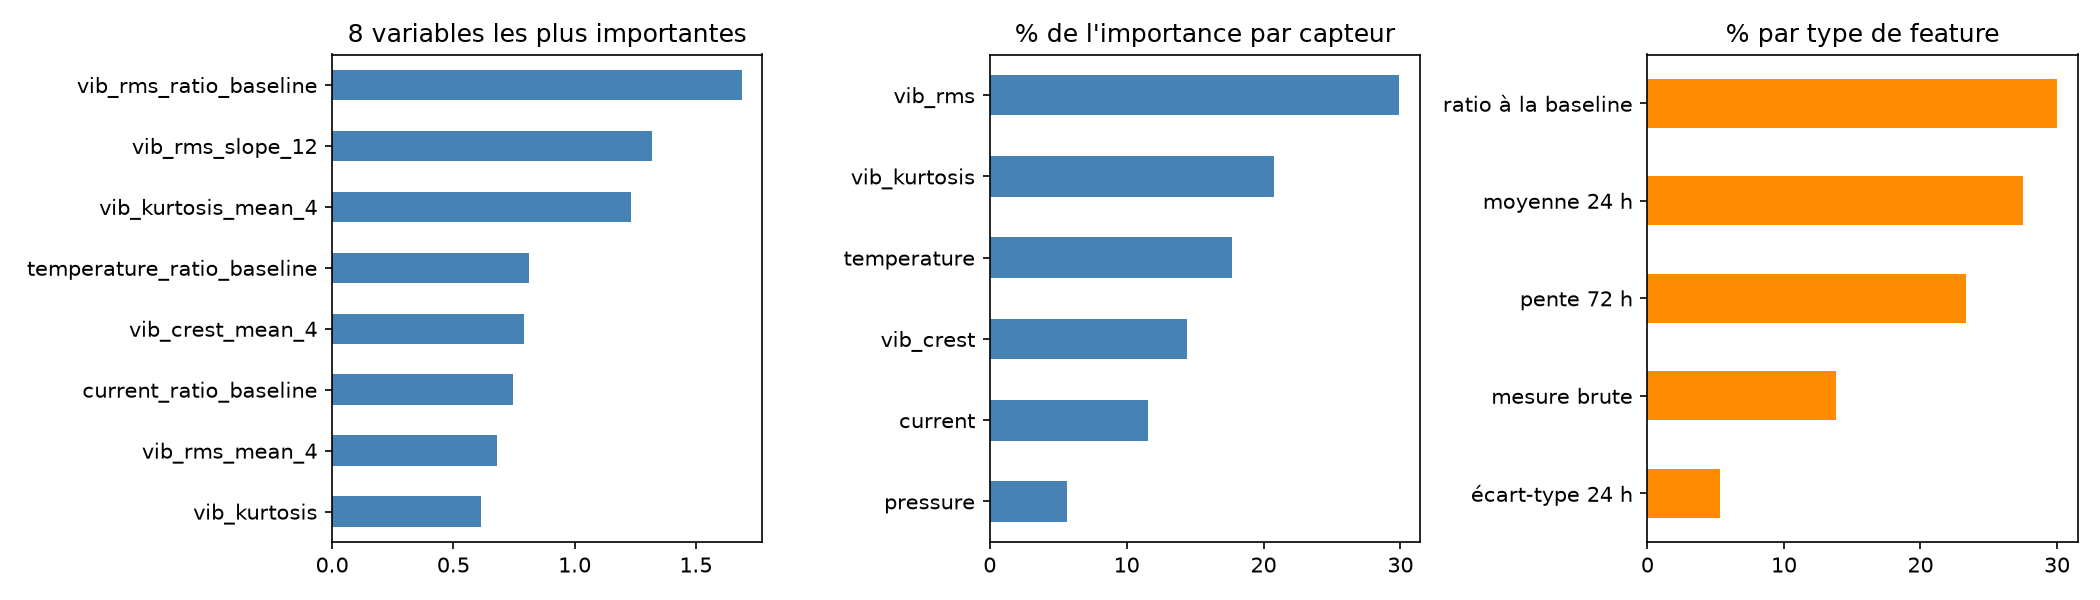 8 variables les plus importantes
vib_rms_ratio_baseline
vib_rms_slope_12
vib_kurtosis_mean_4
temperature_ratio_baseline
vib_crest_mean_4
current_ratio_baseline
vib_rms_mean_4
vib_kurtosis
0.0 0.5 1.0 1.5
% de l'importance par capteur
vib_rms
vib_kurtosis
temperature
vib_crest
current
pressure
0 10 20 30
% par type de feature
ratio à la baseline
moyenne 24 h
pente 72 h
mesure brute
écart-type 24 h
0 10 20 30